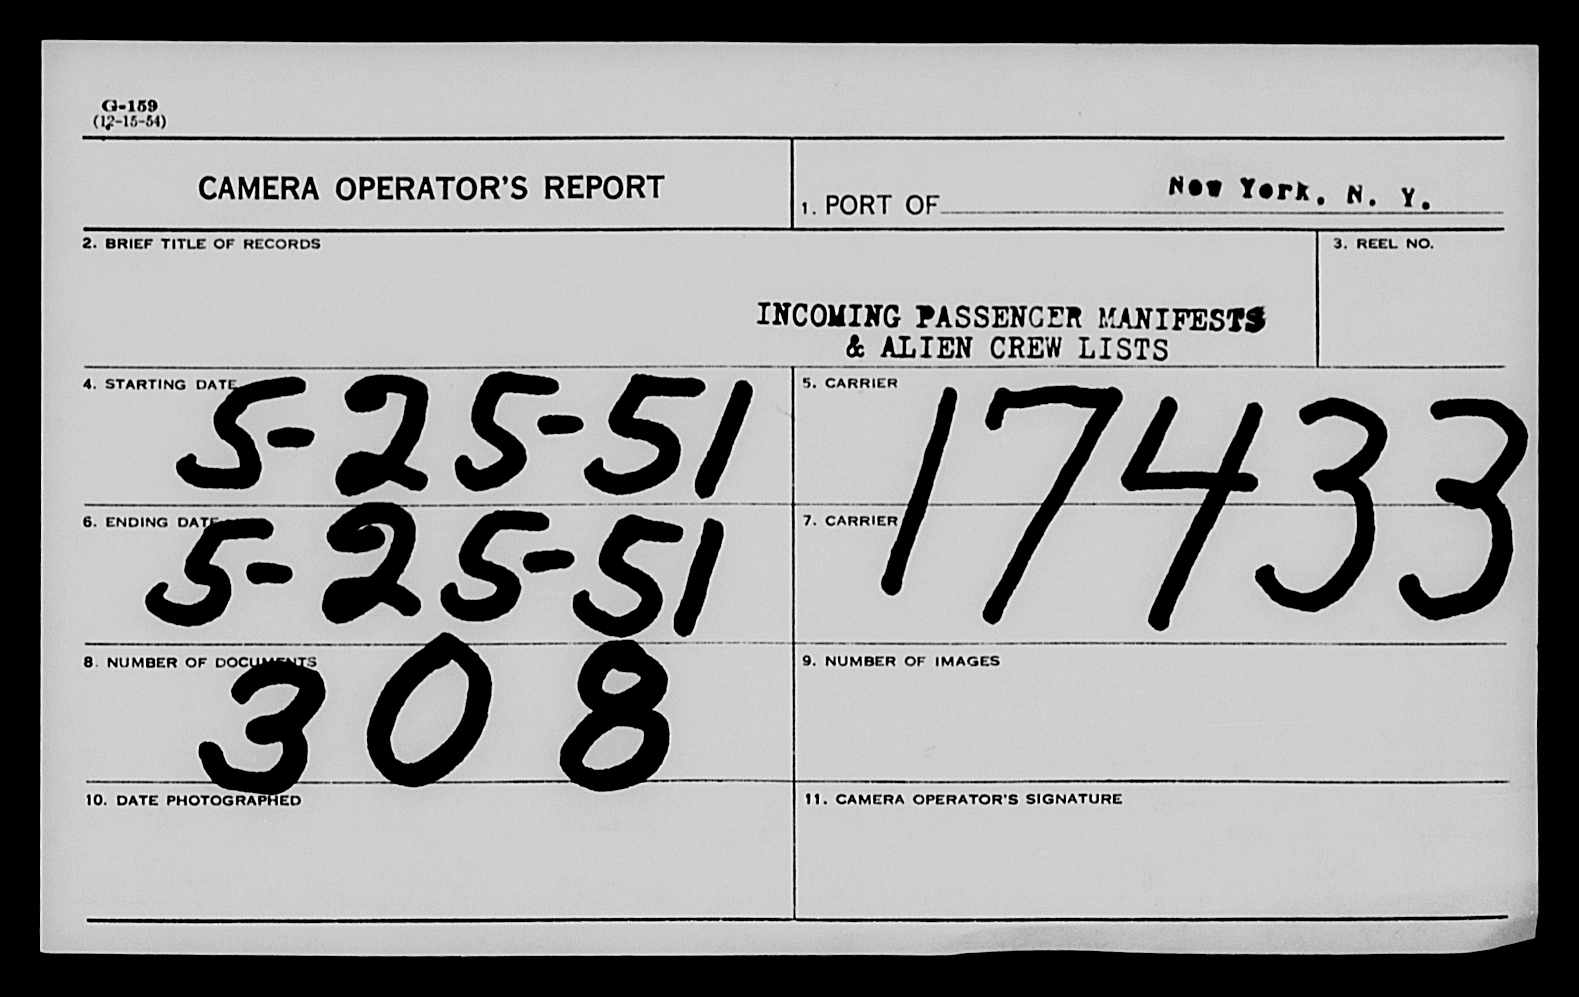 G-159
(12-15-54)
CAMERA OPERATOR'S REPORT
1. PORT OF New York, N. Y.
2. BRIEF TITLE OF RECORDS
3. REEL NO.
INCOMING PASSENGER MANIFESTS
& ALIEN CREW LISTS
4. STARTING DATE
5-25-51
5. CARRIER
17433
6. ENDING DATE
5-25-51
7. CARRIER
8. NUMBER OF DOCUMENTS
308
9. NUMBER OF IMAGES
10. DATE PHOTOGRAPHED
11. CAMERA OPERATOR'S SIGNATURE